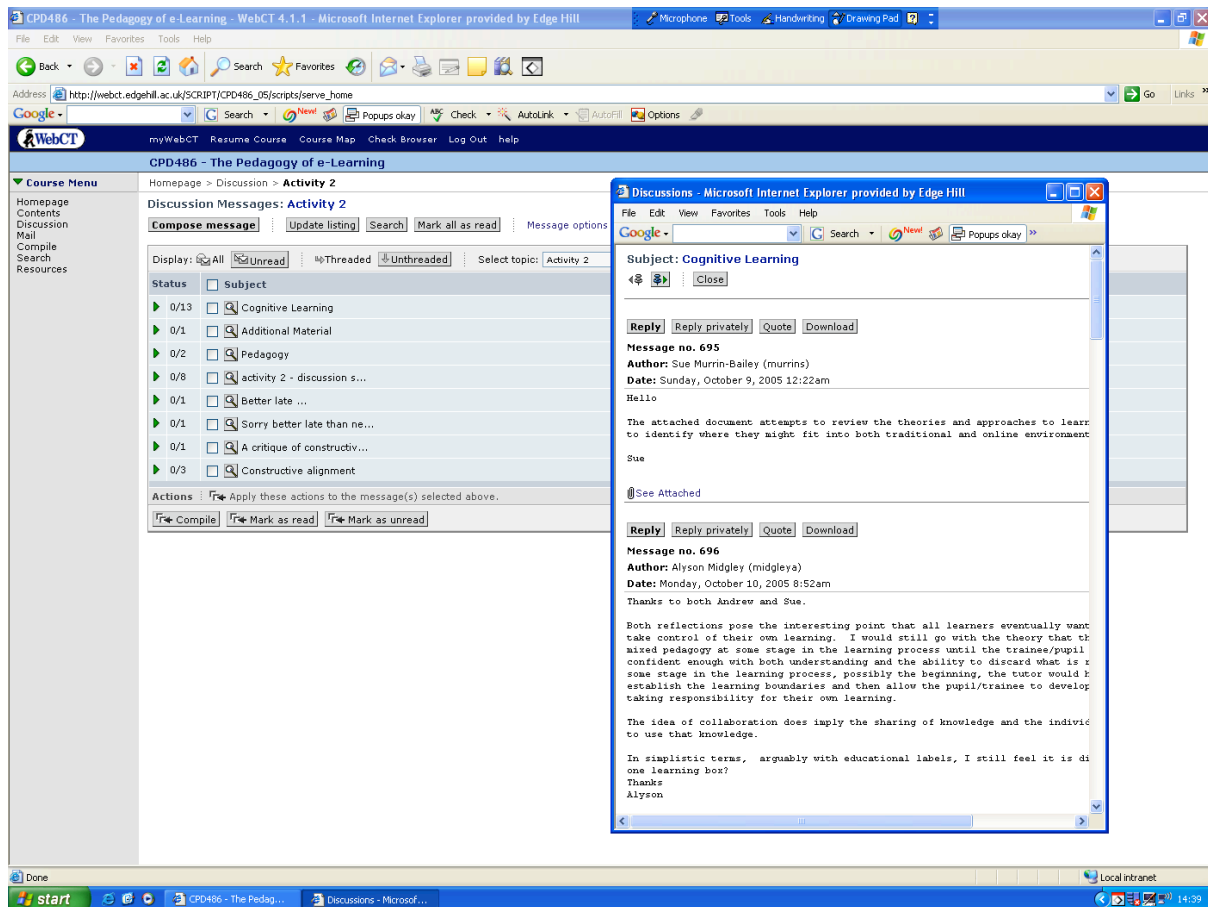 CPD486 - The Pedagogy of e-Learning - WebCT 4.1.1 - Microsoft Internet Explorer provided by Edge Hill
Microphone Tools Handwriting Drawing Pad
File Edit View Favorites Tools Help
Back Search Favorites
Address http://webct.edgehill.ac.uk/SCRIPT/CPD486_05/scripts/serve_home Go Links »
Google Search New! Popups okay Check AutoLink AutoFill Options
WebCT myWebCT Resume Course Course Map Check Browser Log Out help
CPD486 - The Pedagogy of e-Learning
Course Menu
Homepage
Contents
Discussion
Mail
Compile
Search
Resources
Homepage > Discussion > Activity 2
Discussion Messages: Activity 2
Compose message Update listing Search Mark all as read Message options
Display: All Unread Threaded Unthreaded Select topic: Activity 2
Status Subject
0/13 Cognitive Learning
0/1 Additional Material
0/2 Pedagogy
0/8 activity 2 - discussion s...
0/1 Better late ...
0/1 Sorry better late than ne...
0/1 A critique of constructiv...
0/3 Constructive alignment
Actions Apply these actions to the message(s) selected above.
Compile Mark as read Mark as unread
Discussions - Microsoft Internet Explorer provided by Edge Hill
File Edit View Favorites Tools Help
Google Search New! Popups okay »
Subject: Cognitive Learning
Close
Reply Reply privately Quote Download
Message no. 695
Author: Sue Murrin-Bailey (murrins)
Date: Sunday, October 9, 2005 12:22am
Hello
The attached document attempts to review the theories and approaches to learn
to identify where they might fit into both traditional and online environment
Sue
See Attached
Reply Reply privately Quote Download
Message no. 696
Author: Alyson Midgley (midgleya)
Date: Monday, October 10, 2005 8:52am
Thanks to both Andrew and Sue.
Both reflections pose the interesting point that all learners eventually want
take control of their own learning. I would still go with the theory that th
mixed pedagogy at some stage in the learning process until the trainee/pupil
confident enough with both understanding and the ability to discard what is r
some stage in the learning process, possibly the beginning, the tutor would h
establish the learning boundaries and then allow the pupil/trainee to develop
taking responsibility for their own learning.
The idea of collaboration does imply the sharing of knowledge and the individ
to use that knowledge.
In simplistic terms, arguably with educational labels, I still feel it is di
one learning box?
Thanks
Alyson
Done Local intranet
start CPD486 - The Pedag... Discussions - Microsof... 14:39